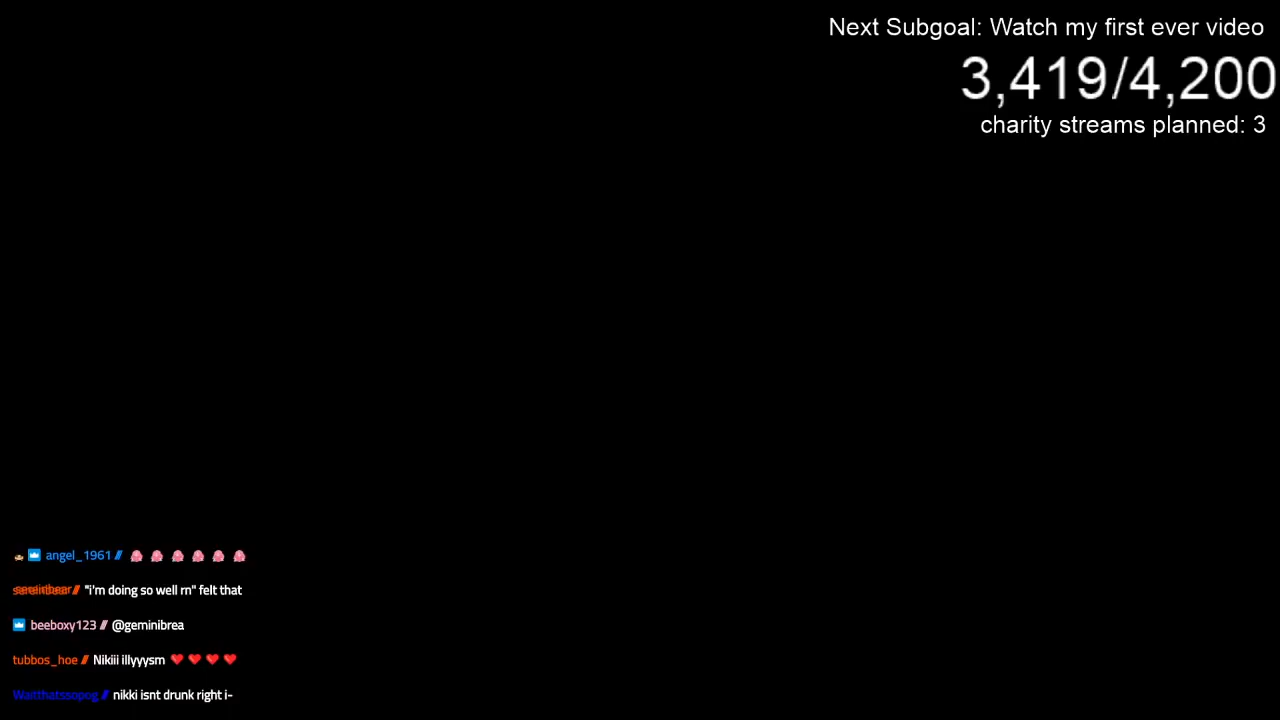 Next Subgoal: Watch my first ever video
3,419/4,200
charity streams planned: 3
angel_1961 //
"i'm doing so well rn" felt that
beeboxy123 // @geminibrea
tubbos_hoe // Nikiii illyyysm ❤️ ❤️ ❤️ ❤️
Waitthatssopog // nikki isnt drunk right i-